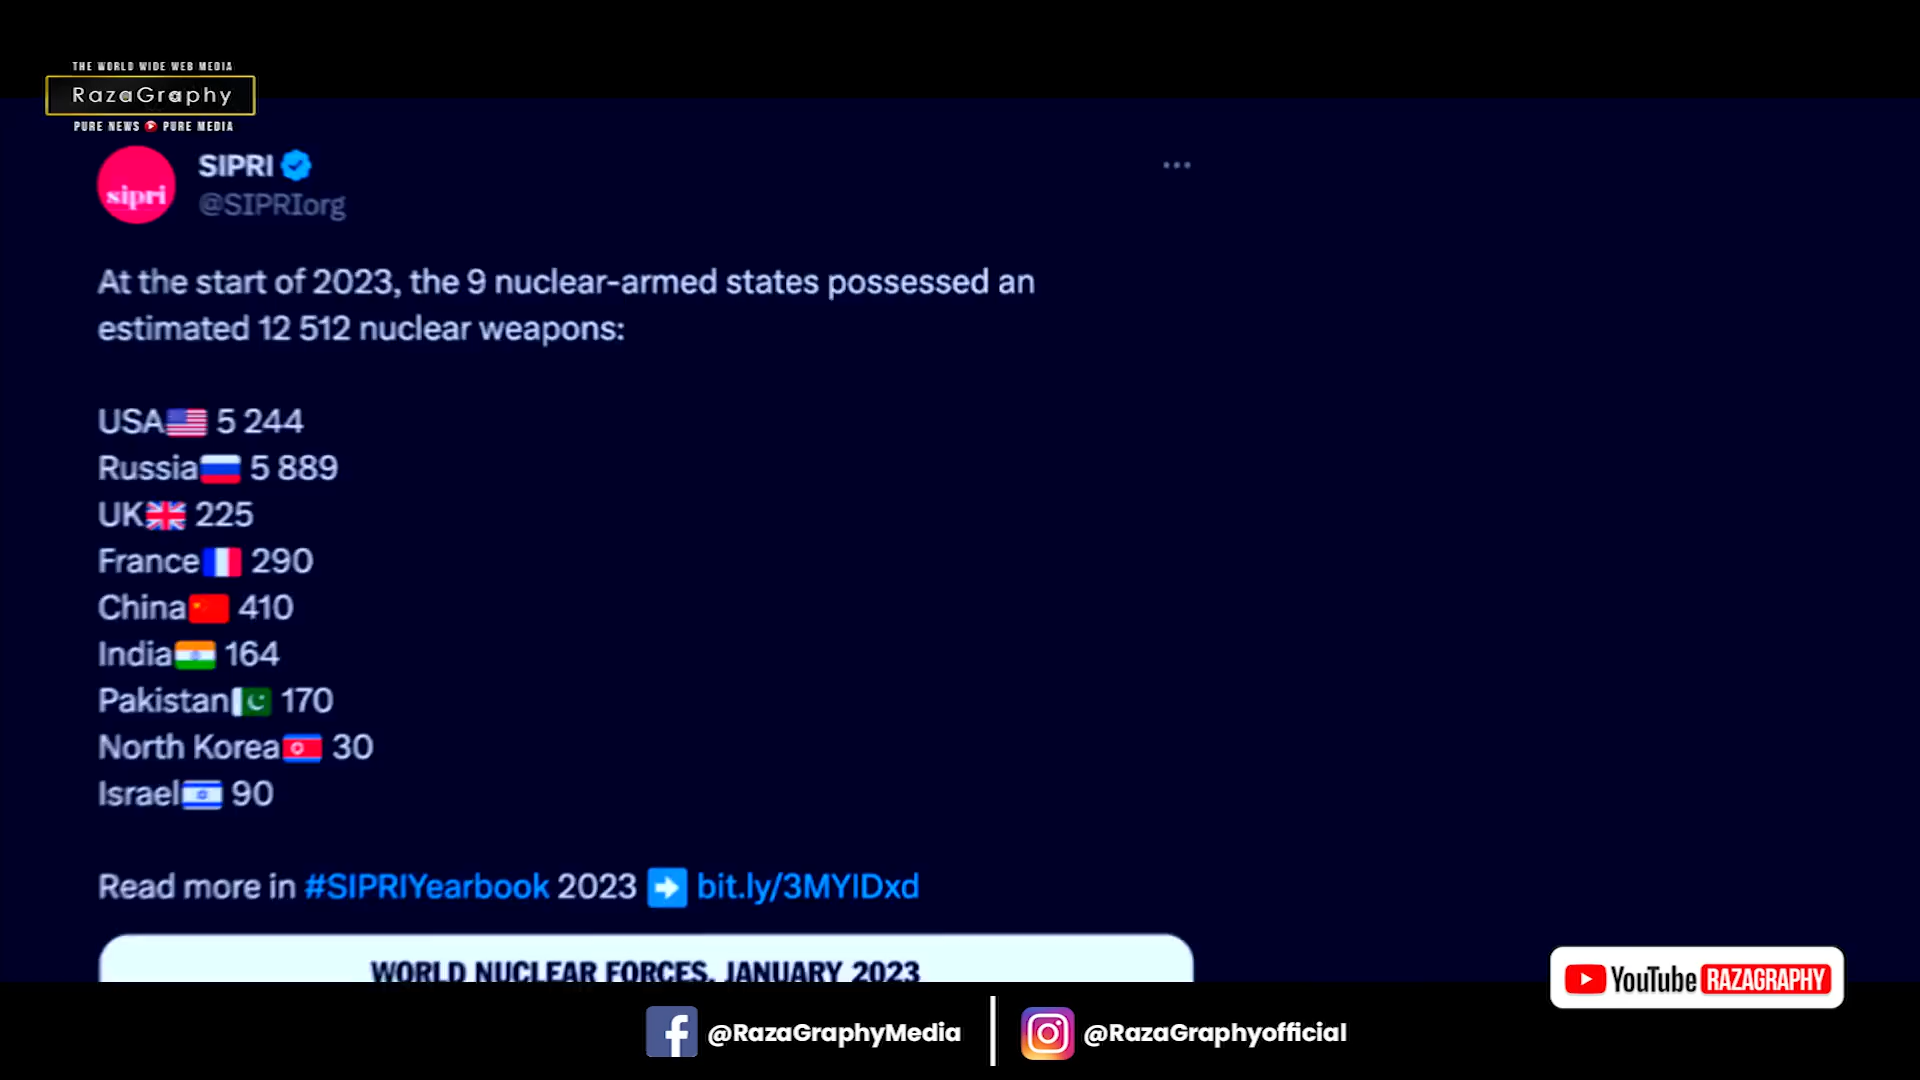 THE WORLD WIDE WEB MEDIA
RazaGraphy
PURE NEWS PURE MEDIA
sipri
SIPRI
@SIPRIorg
At the start of 2023, the 9 nuclear-armed states possessed an
estimated 12 512 nuclear weapons:
USA 5 244
Russia 5 889
UK 225
France 290
China 410
India 164
Pakistan 170
North Korea 30
Israel 90
Read more in #SIPRIYearbook 2023 bit.ly/3MYIDxd
WORLD NUCLEAR FORCES, JANUARY 2023
YouTube RAZAGRAPHY
@RazaGraphyMedia
@RazaGraphyofficial